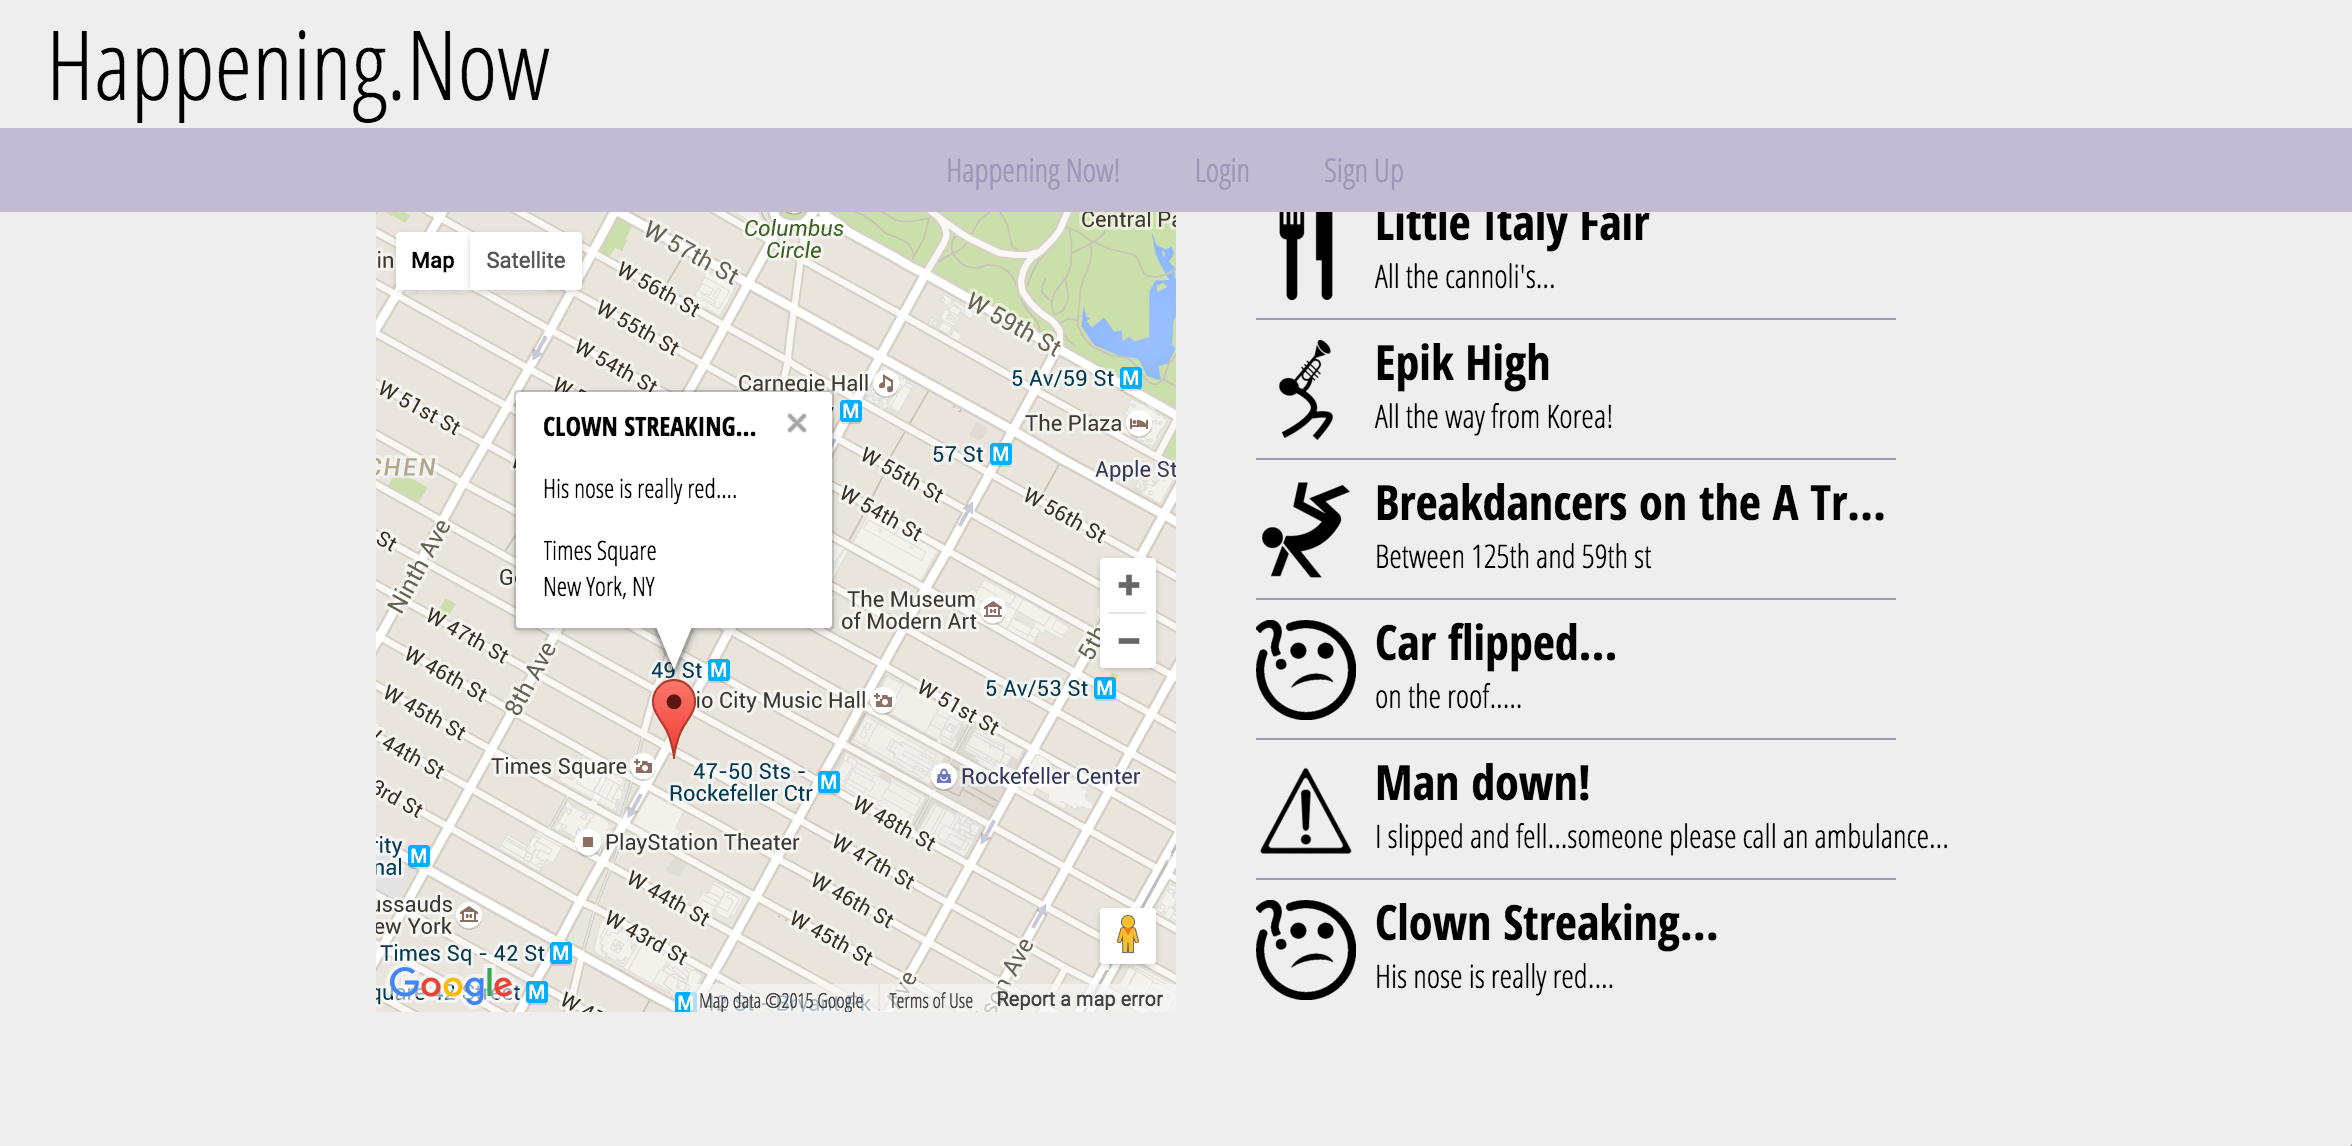 Happening.Now
Happening Now!
Login
Sign Up
Map
Satellite
Columbus
Circle
Central Pa
W 57th St
W 56th St
W 55th St
W 54th St
W 59th St
W 51st St
Carnegie Hall
5 Av/59 St M
The Plaza
57 St M
Apple St
W 55th St
W 54th St
W 56th St
CLOWN STREAKING...
His nose is really red....
Times Square
New York, NY
Ninth Ave
8th Ave
W 47th St
W 46th St
W 45th St
44th St
The Museum
of Modern Art
49 St M
io City Music Hall
5 Av/53 St M
W 51st St
Times Square
47-50 Sts -
Rockefeller Ctr M
Rockefeller Center
PlayStation Theater
W 48th St
W 47th St
W 46th St
W 45th St
W 44th St
W 43rd St
ussauds
ew York
Times Sq - 42 St M
Google
Map data ©2015 Google
Terms of Use
Report a map error
Little Italy Fair
All the cannoli's...
Epik High
All the way from Korea!
Breakdancers on the A Tr...
Between 125th and 59th st
Car flipped...
on the roof.....
Man down!
I slipped and fell...someone please call an ambulance...
Clown Streaking...
His nose is really red....